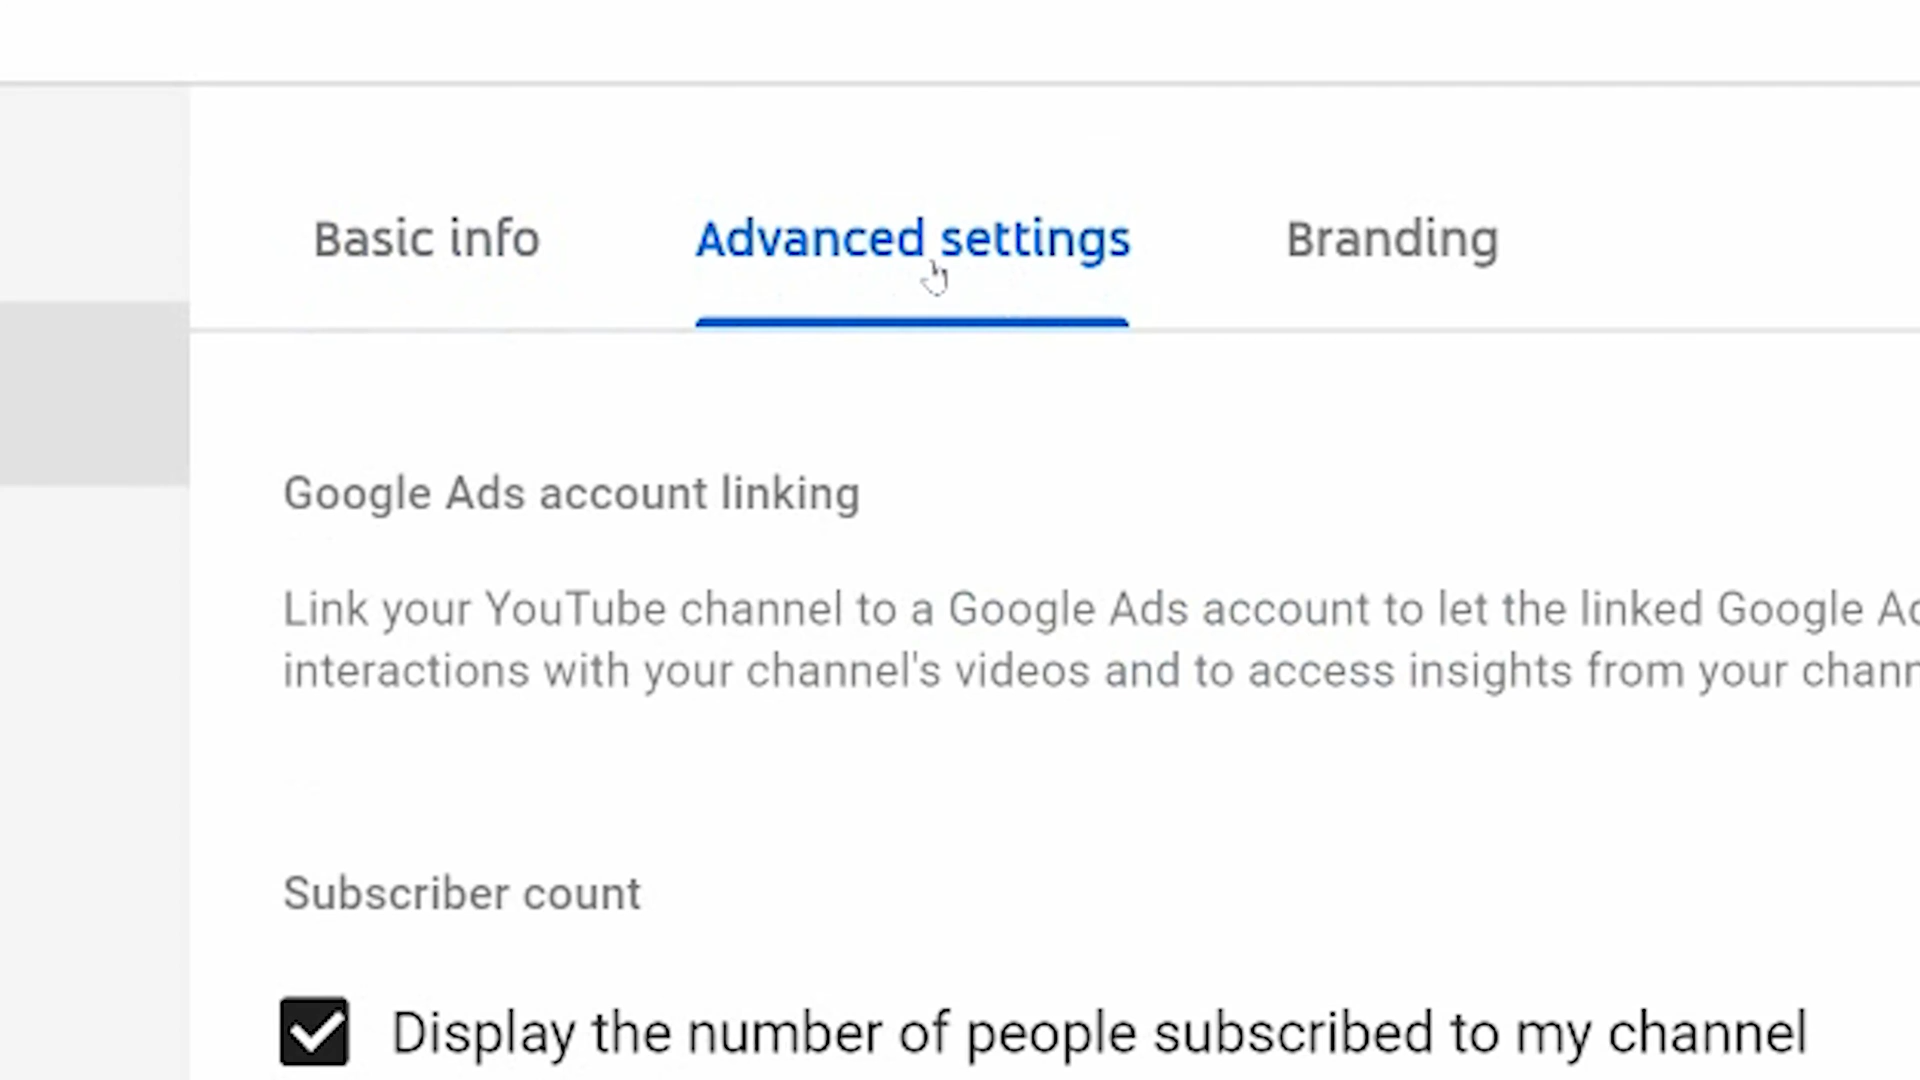 Basic info Advanced settings Branding
Google Ads account linking
Link your YouTube channel to a Google Ads account to let the linked Google
interactions with your channel's videos and to access insights from your
Subscriber count
Display the number of people subscribed to my channel